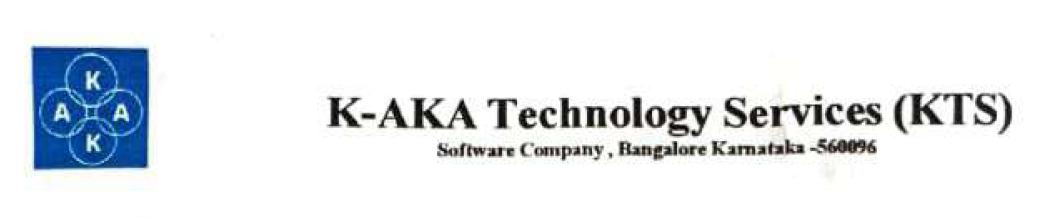 K
A A
K
K-AKA Technology Services (KTS)
Software Company , Bangalore Karnataka -560096